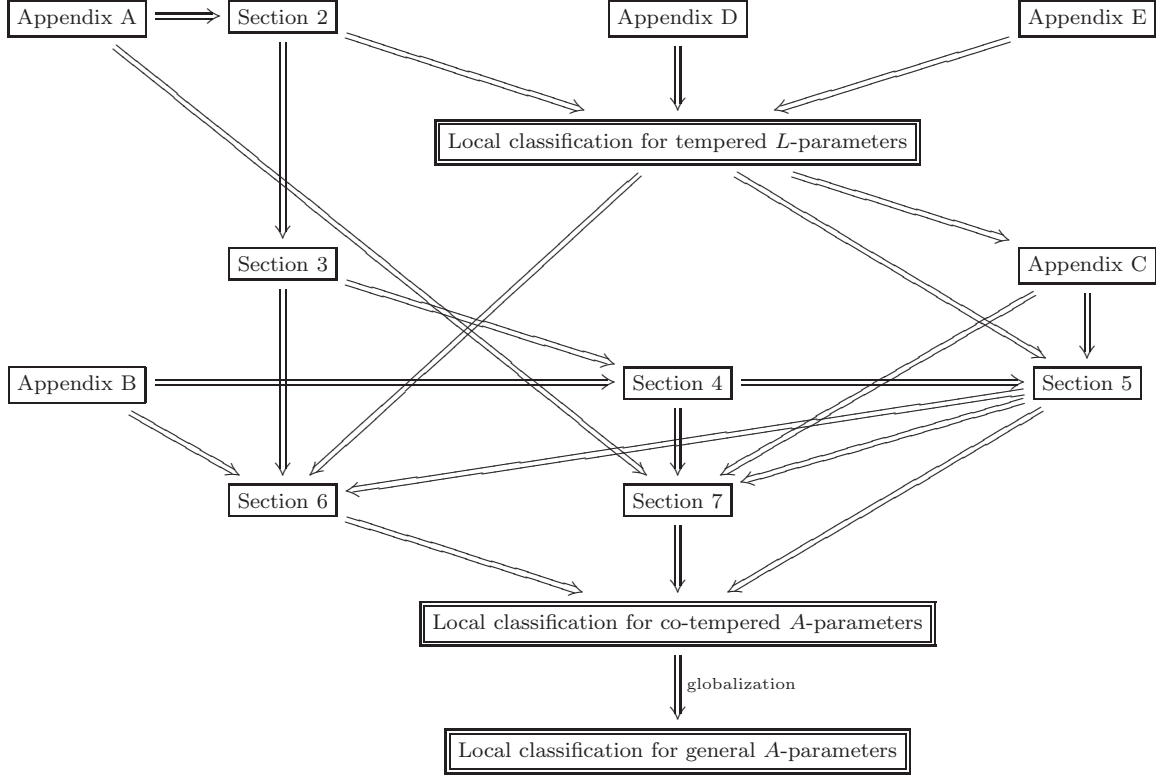 Appendix A
Section 2
Appendix D
Appendix E
Local classification for tempered L-parameters
Section 3
Appendix C
Appendix B
Section 4
Section 5
Section 6
Section 7
Local classification for co-tempered A-parameters
globalization
Local classification for general A-parameters